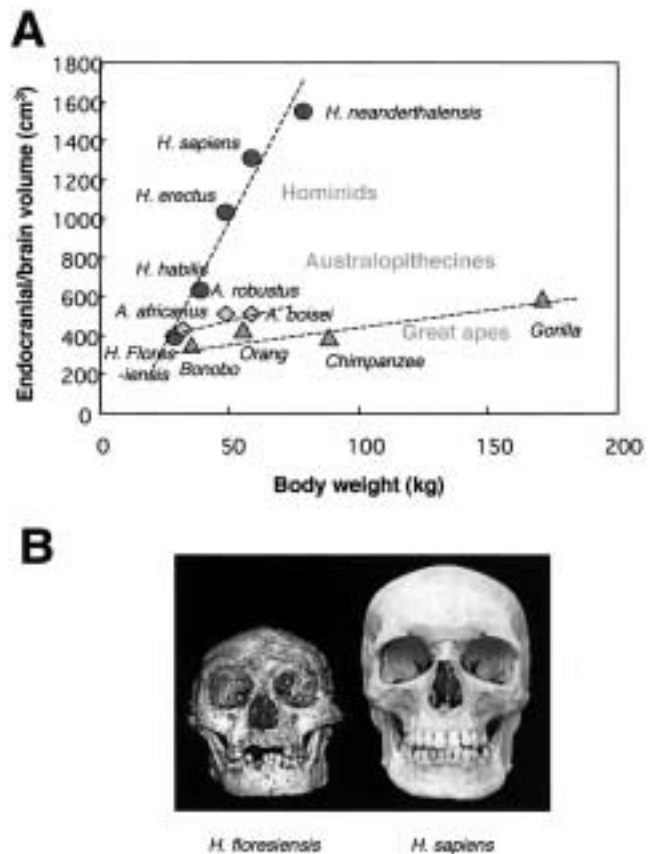 A
Endocranial/brain volume (cm³)
1800
1600
1400
1200
1000
800
600
400
200
0
H. neanderthalensis
H. sapiens
Hominids
H. erectus
Australopithecines
H. habilis
A. robustus
A. africanus
A. boisei
Great apes
Gorilla
H. Flores
-iensis
Bonobo
Orang
Chimpanzee
0 50 100 150 200
Body weight (kg)
B
H. floresiensis H. sapiens